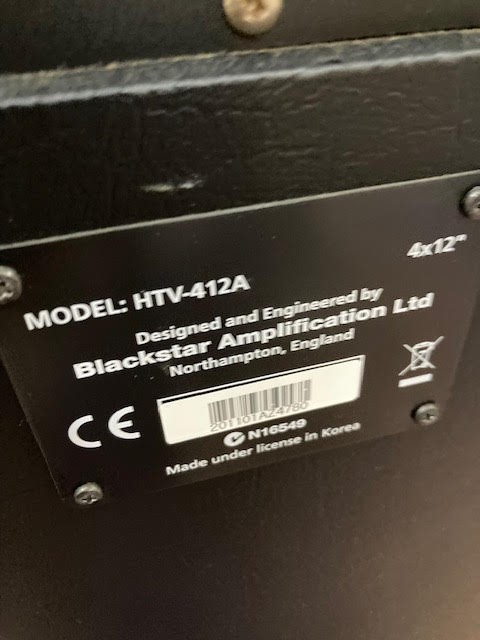 4x12"
MODEL: HTV-412A
Designed and Engineered by
Blackstar Amplification Ltd
Northampton, England
CE
201101AZ4780
N16549
Made under license in Korea